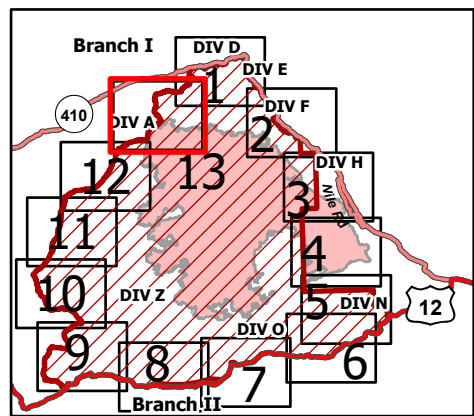 Branch I
DIV D
DIV E
1
410
DIV A
DIV F
2
13
12
DIV H
3
Nile Rd
11
4
10
DIV Z
5
DIV N
12
DIV O
9
8
7
6
Branch II